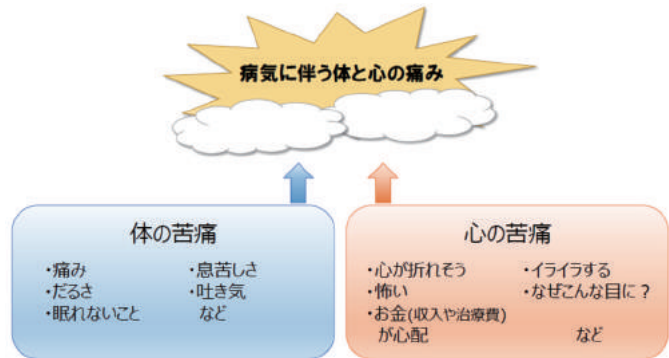 病気に伴う体と心の痛み
体の苦痛
・痛み ・息苦しさ
・だるさ ・吐き気
・眠れないこと など
心の苦痛
・心が折れそう ・イライラする
・怖い ・なぜこんな目に？
・お金(収入や治療費)
が心配 など